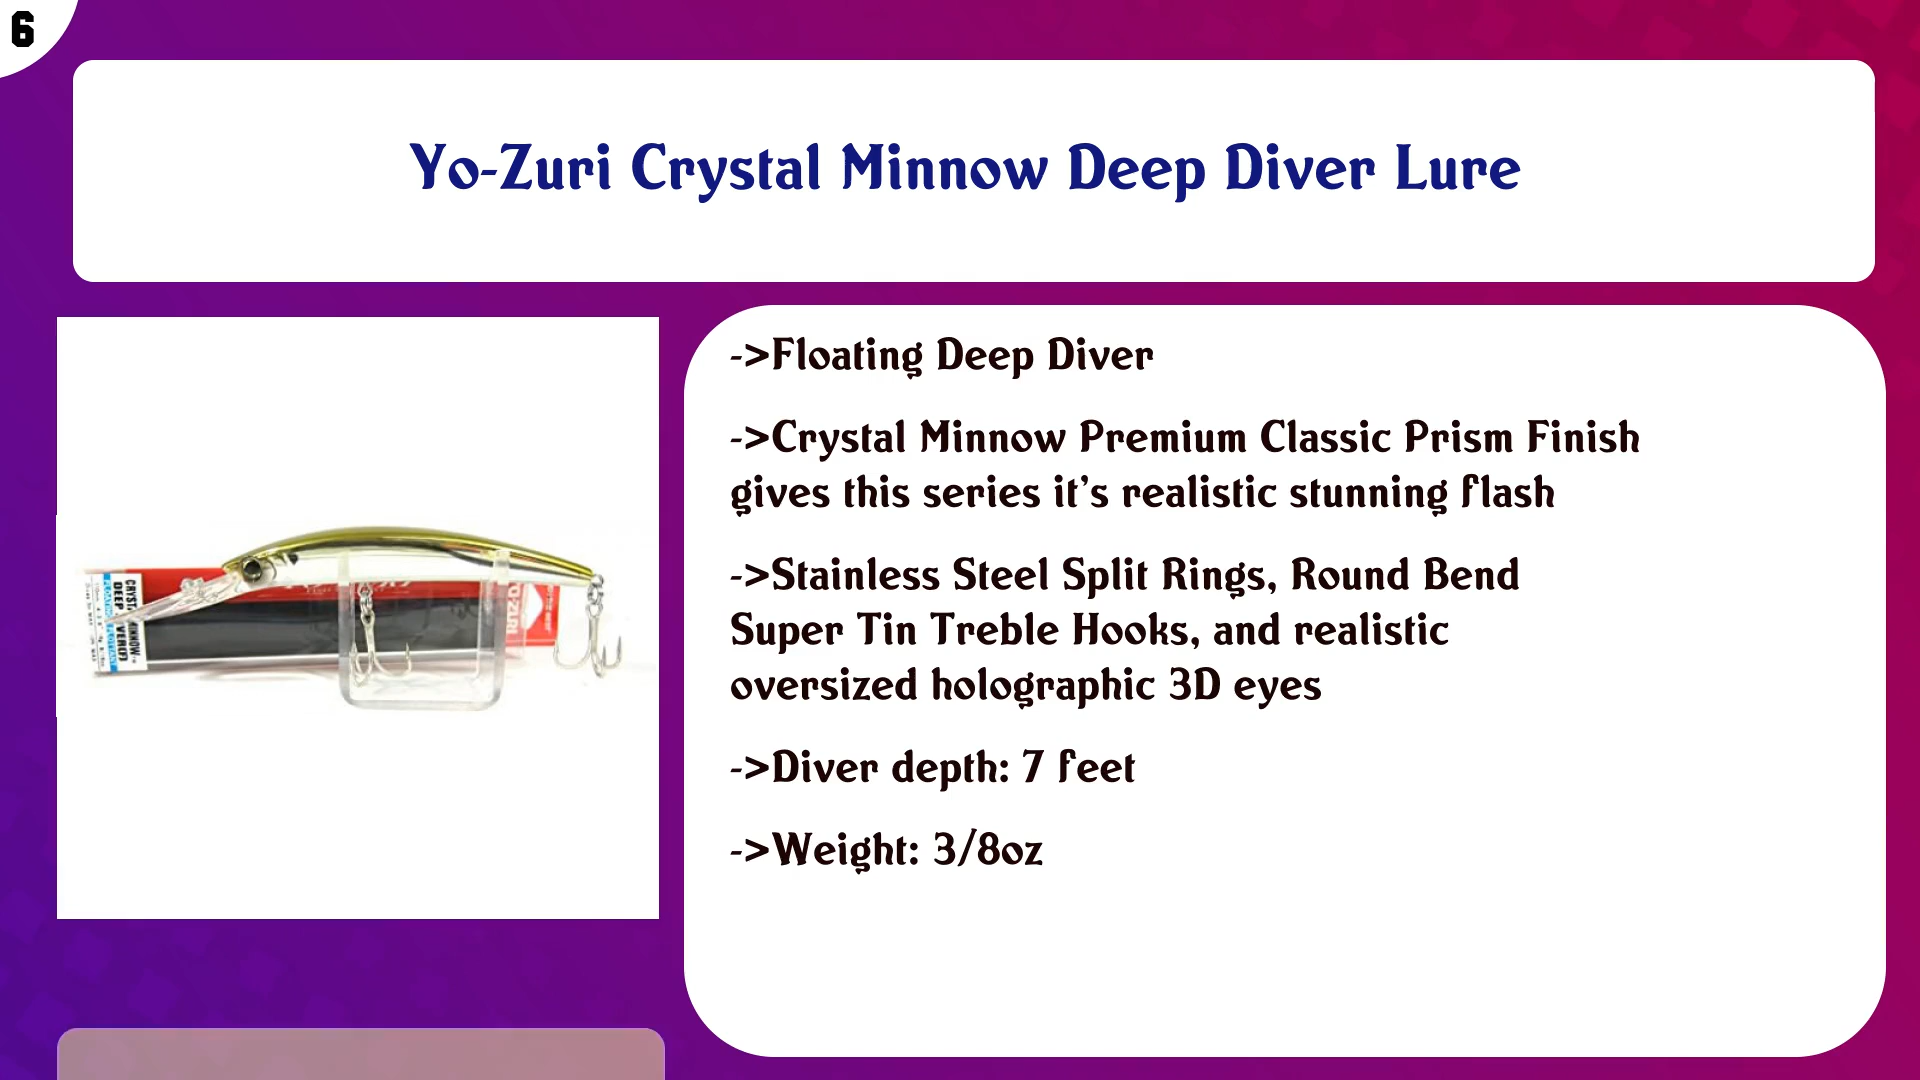 6
Yo-Zuri Crystal Minnow Deep Diver Lure
->Floating Deep Diver
->Crystal Minnow Premium Classic Prism Finish
gives this series it's realistic stunning flash
->Stainless Steel Split Rings, Round Bend
Super Tin Treble Hooks, and realistic
oversized holographic 3D eyes
->Diver depth: 7 feet
->Weight: 3/8oz